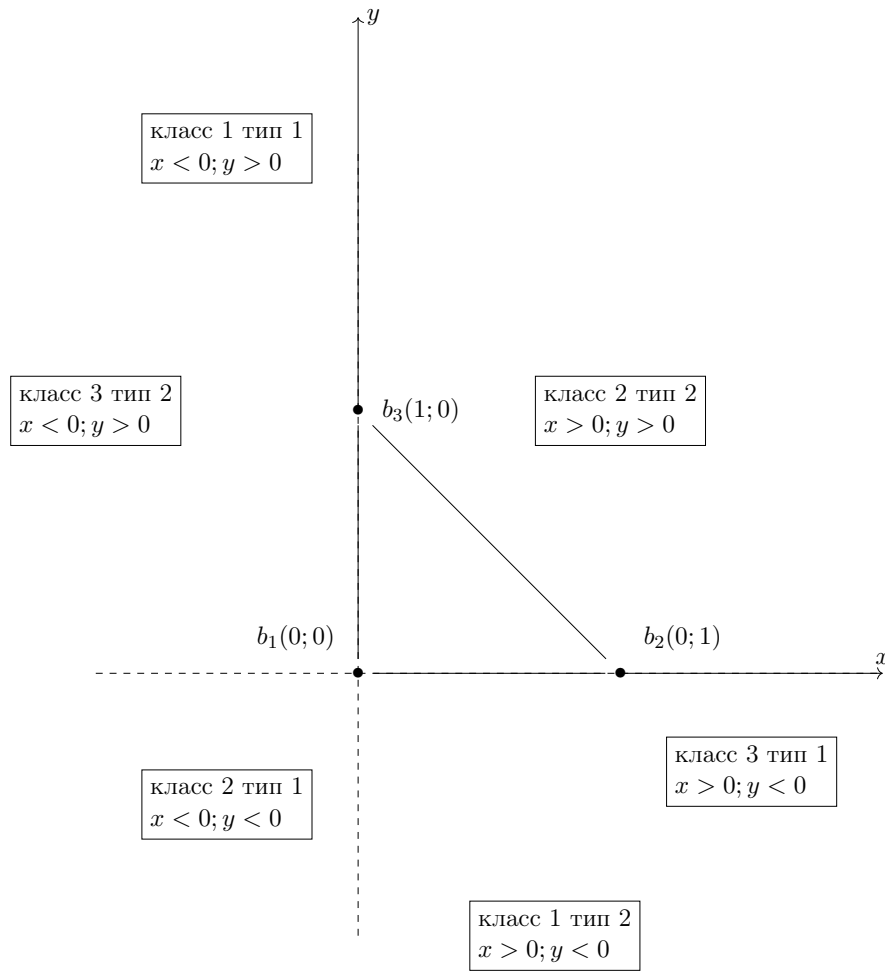 y
класс 1 тип 1
x < 0; y > 0
класс 3 тип 2
x < 0; y > 0
b₃(1; 0)
класс 2 тип 2
x > 0; y > 0
b₁(0; 0)
b₂(0; 1)
x
класс 3 тип 1
x > 0; y < 0
класс 2 тип 1
x < 0; y < 0
класс 1 тип 2
x > 0; y < 0